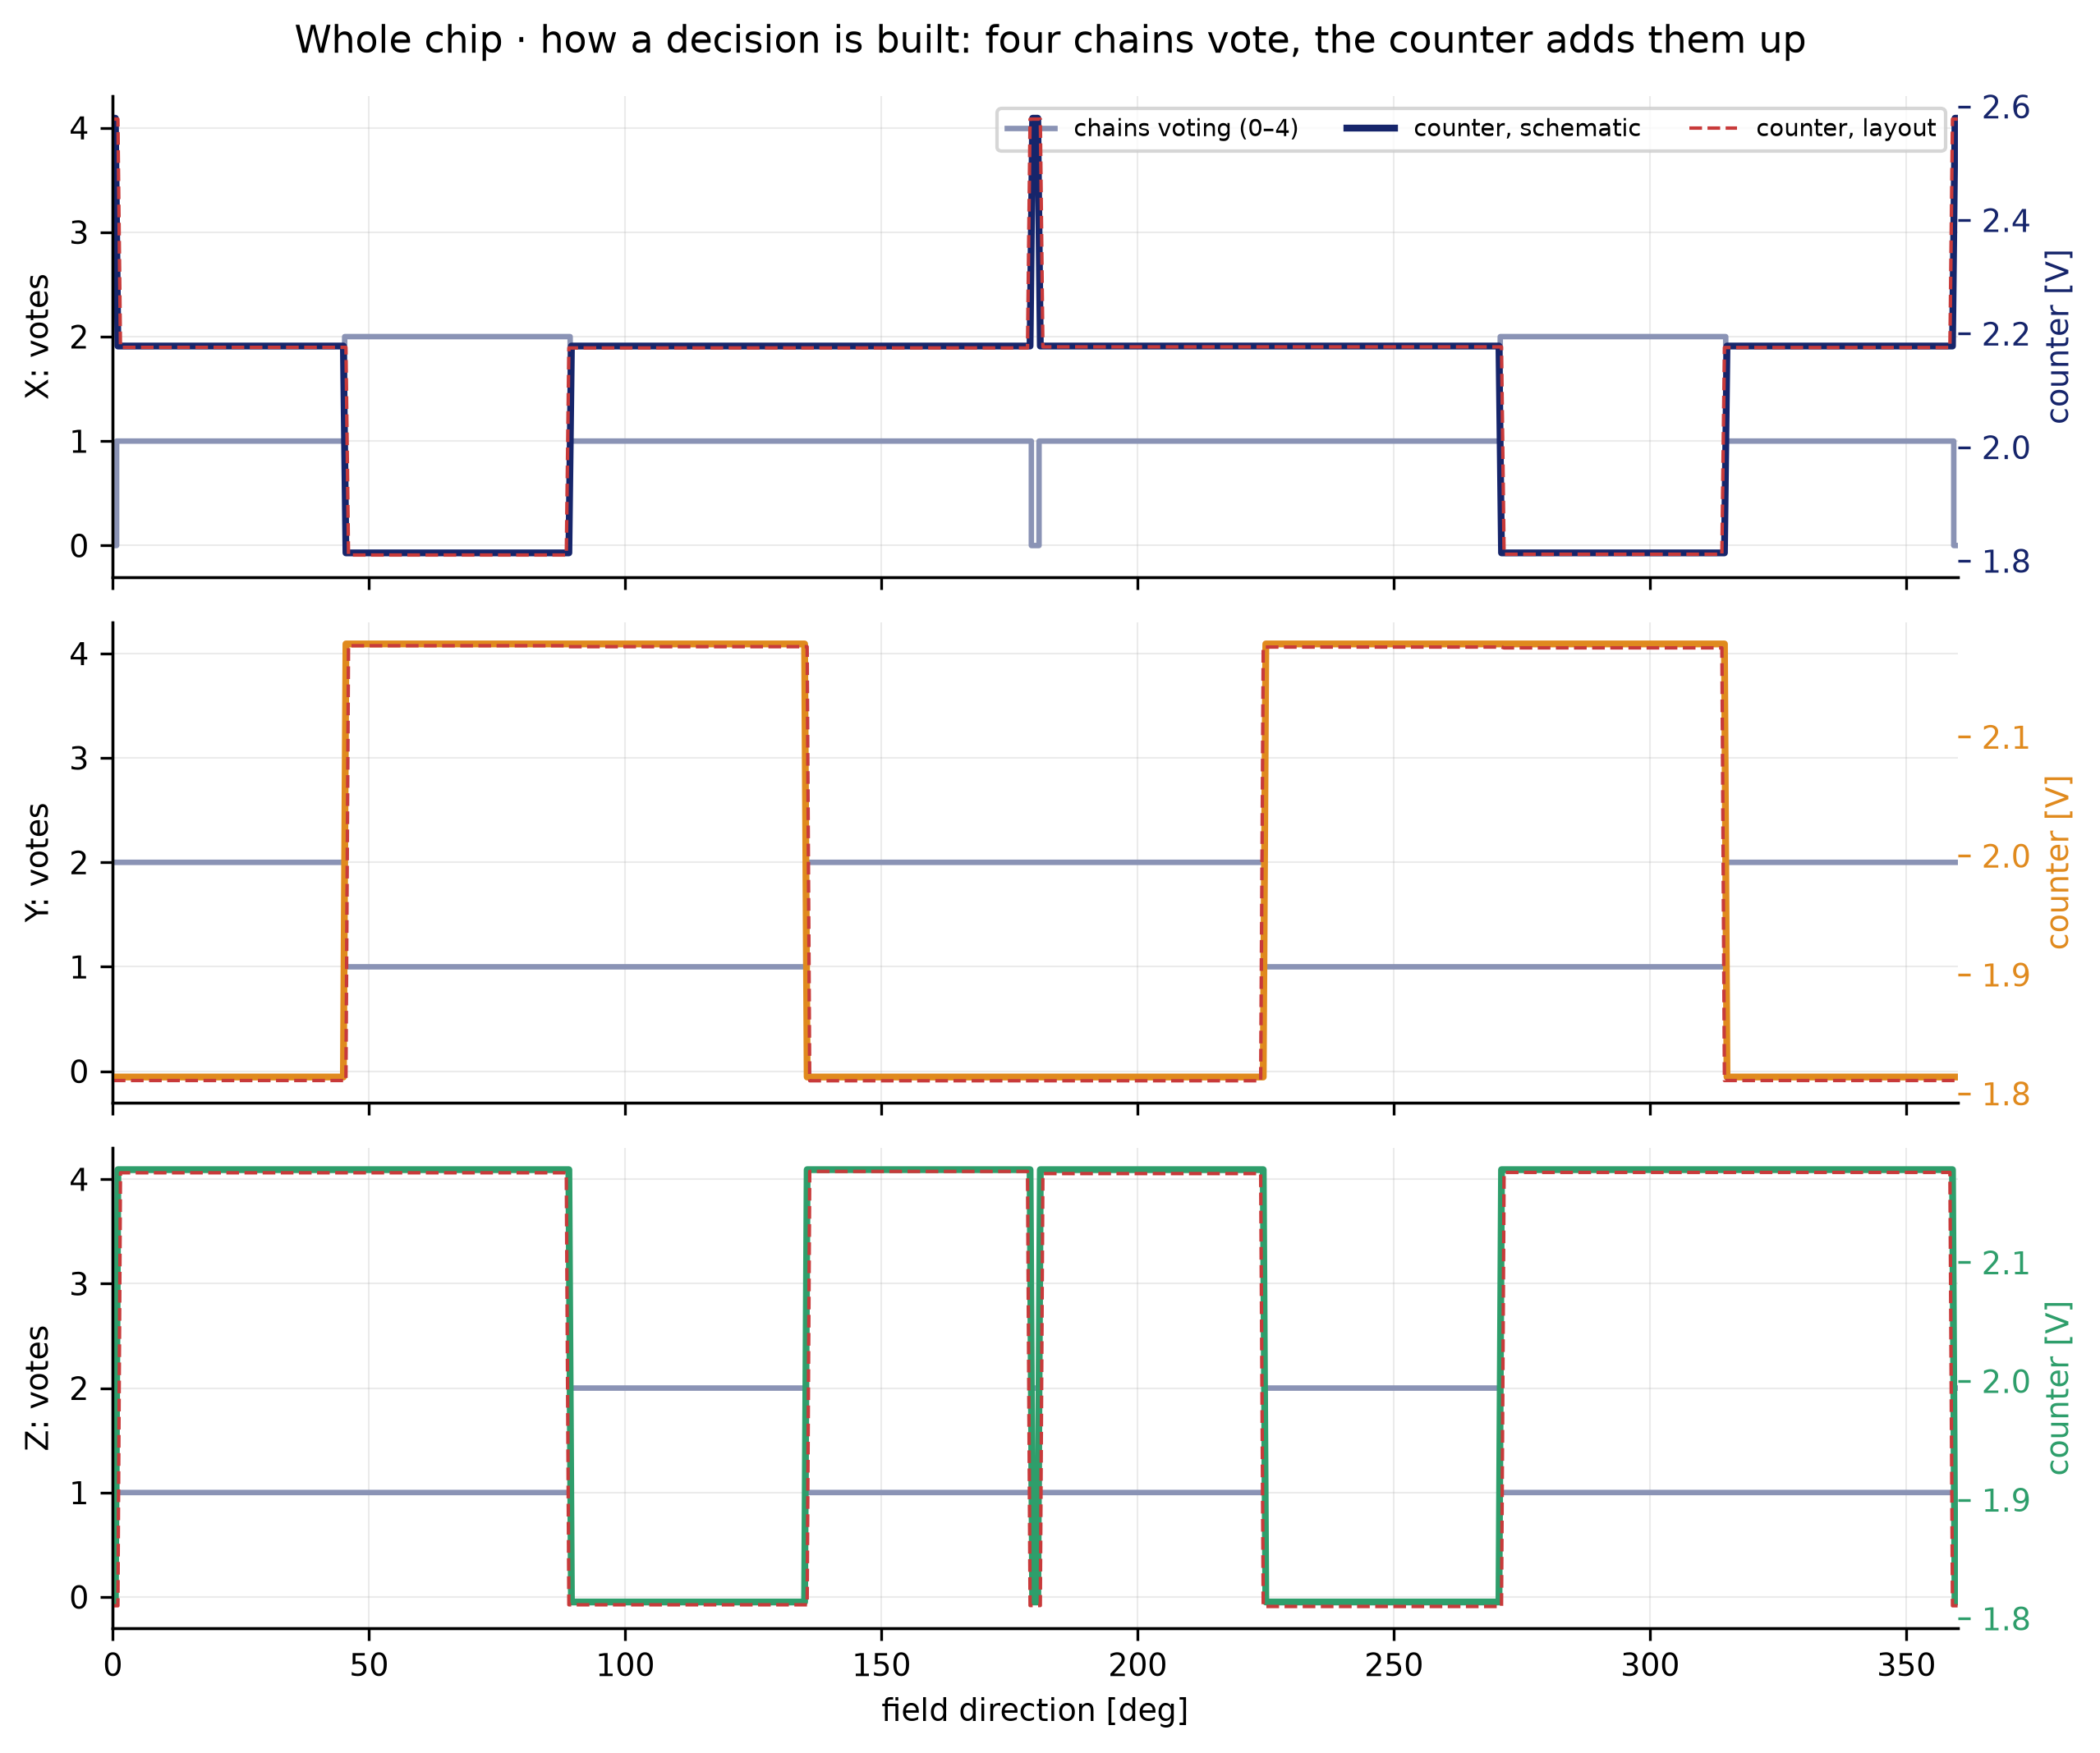 Whole chip · how a decision is built: four chains vote, the counter adds them up
chains voting (0–4)
counter, schematic
counter, layout
X: votes
4
3
2
1
0
2.6
2.4
2.2
2.0
1.8
counter [V]
Y: votes
4
3
2
1
0
2.1
2.0
1.9
1.8
counter [V]
Z: votes
4
3
2
1
0
2.1
2.0
1.9
1.8
counter [V]
0 50 100 150 200 250 300 350
field direction [deg]